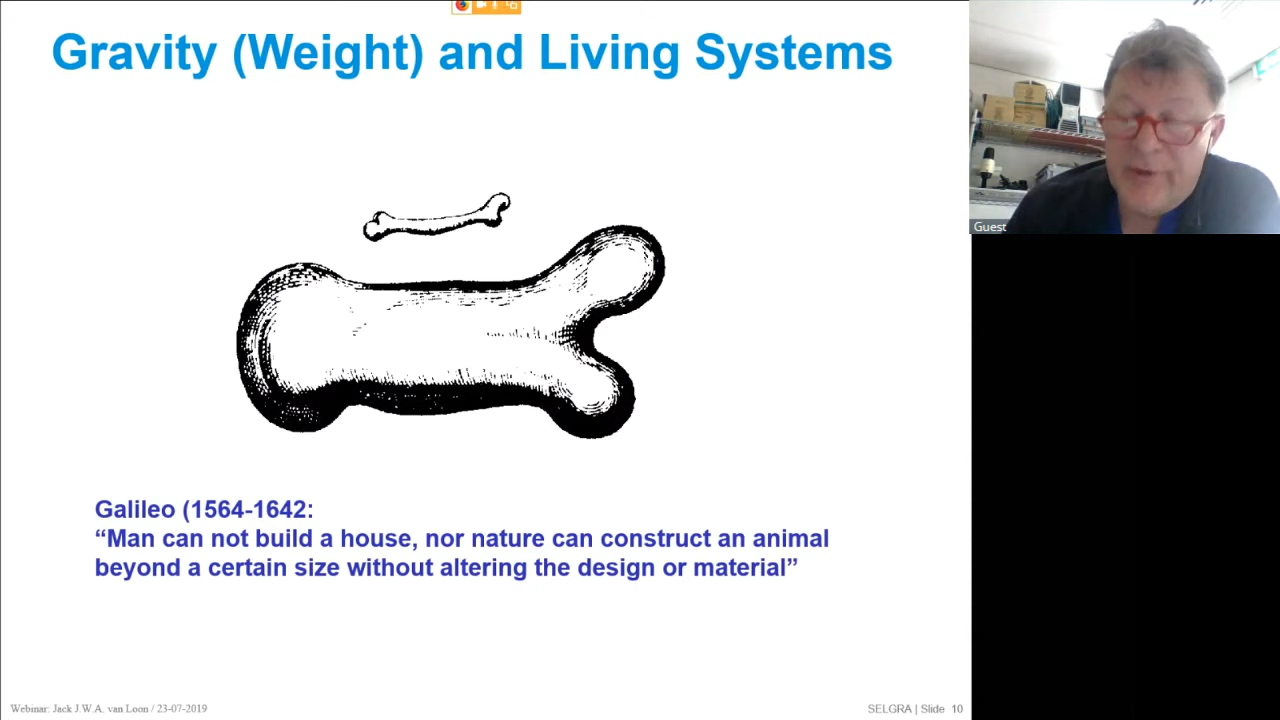 Gravity (Weight) and Living Systems
Guest
Galileo (1564-1642:
“Man can not build a house, nor nature can construct an animal
beyond a certain size without altering the design or material”
Webinar: Jack J.W.A. van Loon / 23-07-2019
SELGRA | Slide 10